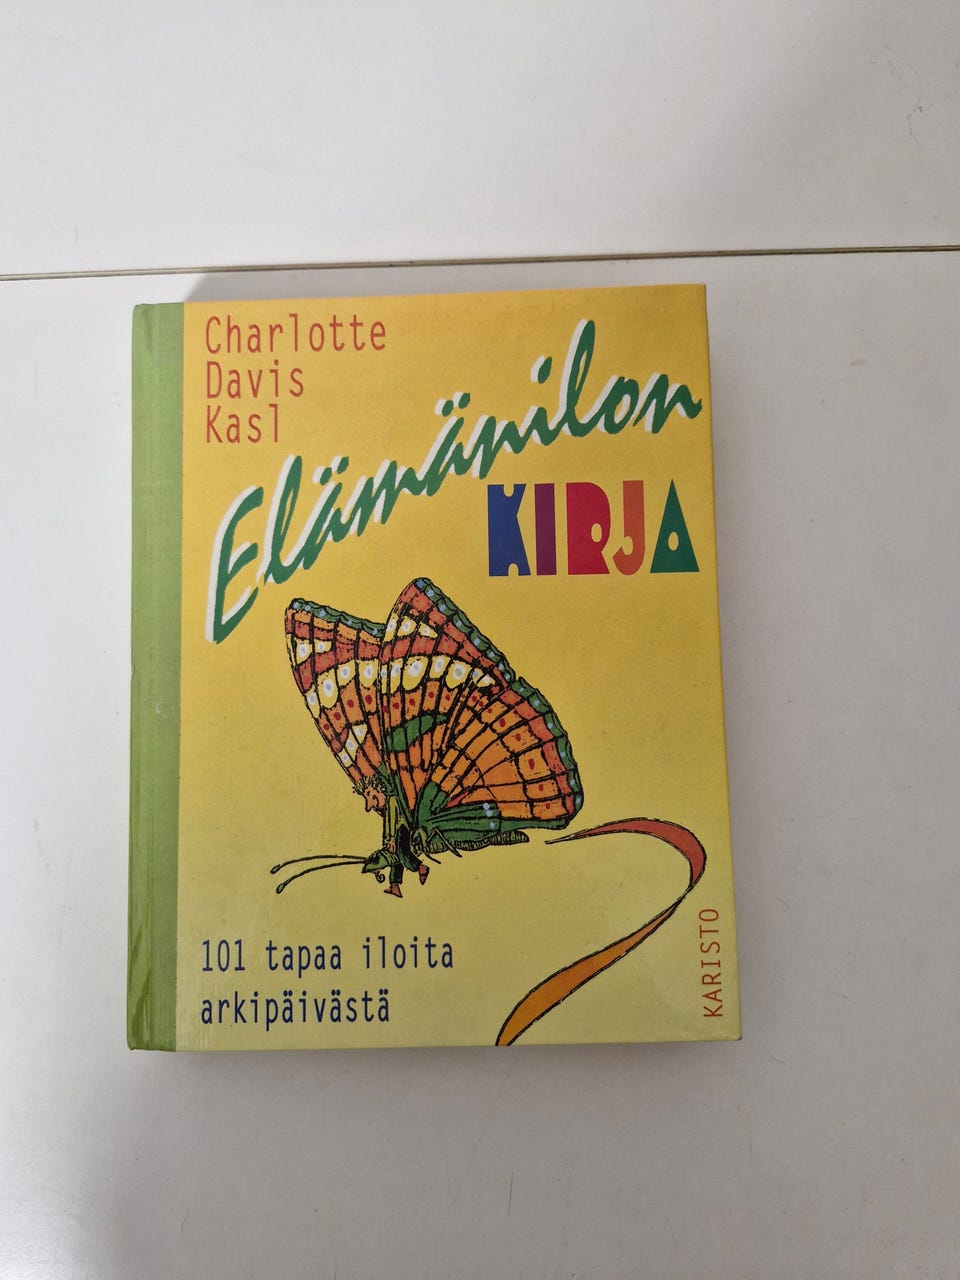 Charlotte
Davis
Kasl
Elämänilon
KIRJA
101 tapaa iloita
arkipäivästä
KARISTO